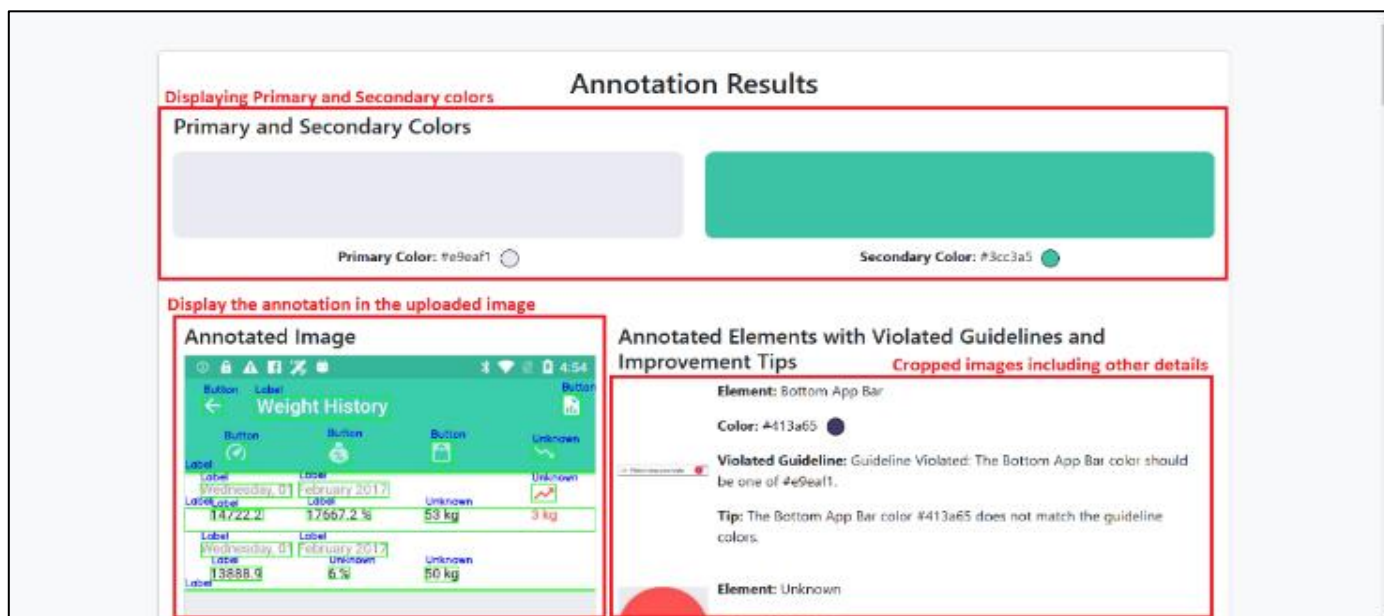 Annotation Results
Displaying Primary and Secondary colors
Primary and Secondary Colors
Primary Color: #e9eaf1
Secondary Color: #3cc3a5
Display the annotation in the uploaded image
Annotated Image
4:54
Button Label Button
Weight History
Button Button Button Unknown
Label
Label Label Unknown
Wednesday, 01 February 2017
Label Label Label Unknown
14722.2 17667.2 % 53 kg 3 kg
Label Label
Wednesday, 01 February 2017
Label Unknown Unknown
13888.9 6 % 50 kg
Label
Annotated Elements with Violated Guidelines and
Improvement Tips
Cropped images including other details
Element: Bottom App Bar
Color: #413a65
Violated Guideline: Guideline Violated: The Bottom App Bar color should
be one of #e9eaf1.
Tip: The Bottom App Bar color #413a65 does not match the guideline
colors.
Element: Unknown